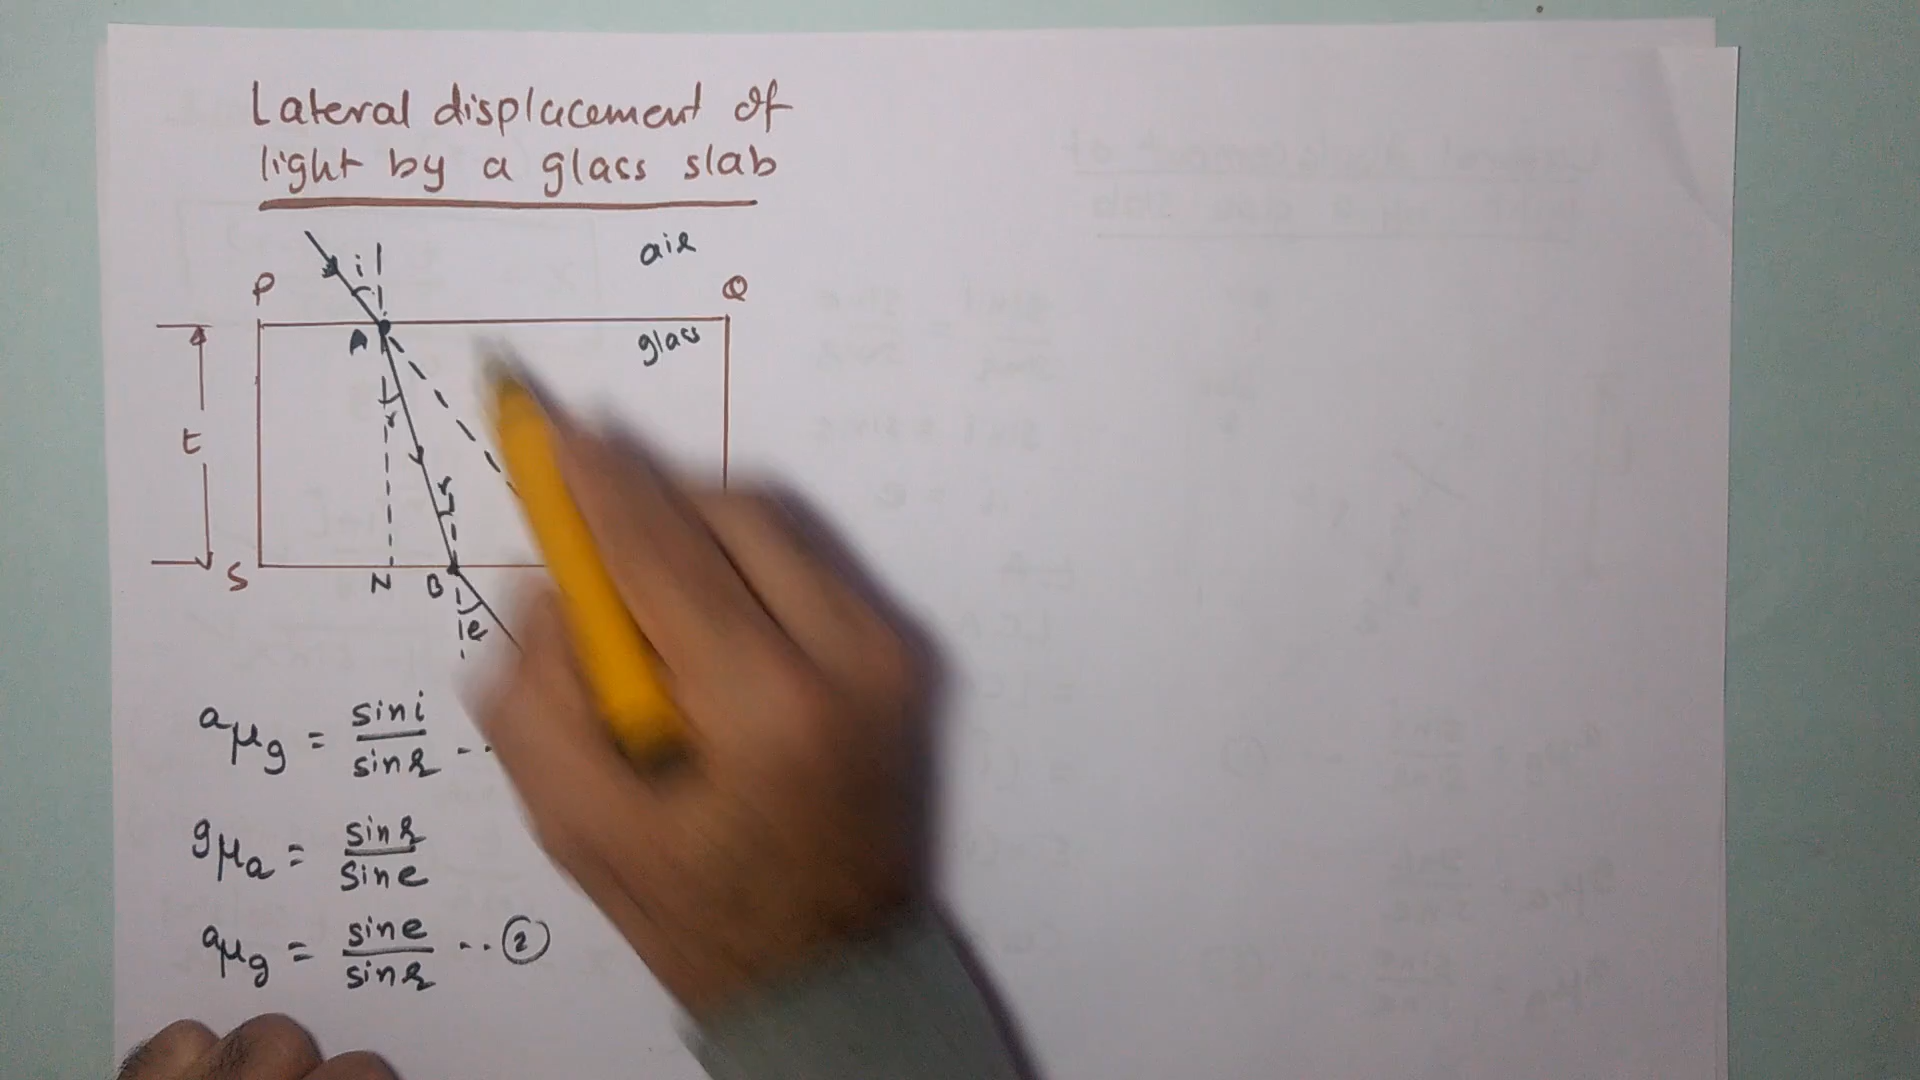 Lateral displacement of
light by a glass slab
air
i
P
Q
A
glass
r
t
r
S
N
B
e
aμg = sin i / sin r ..
gμa = sin r / sin e
aμg = sin e / sin r .. ②